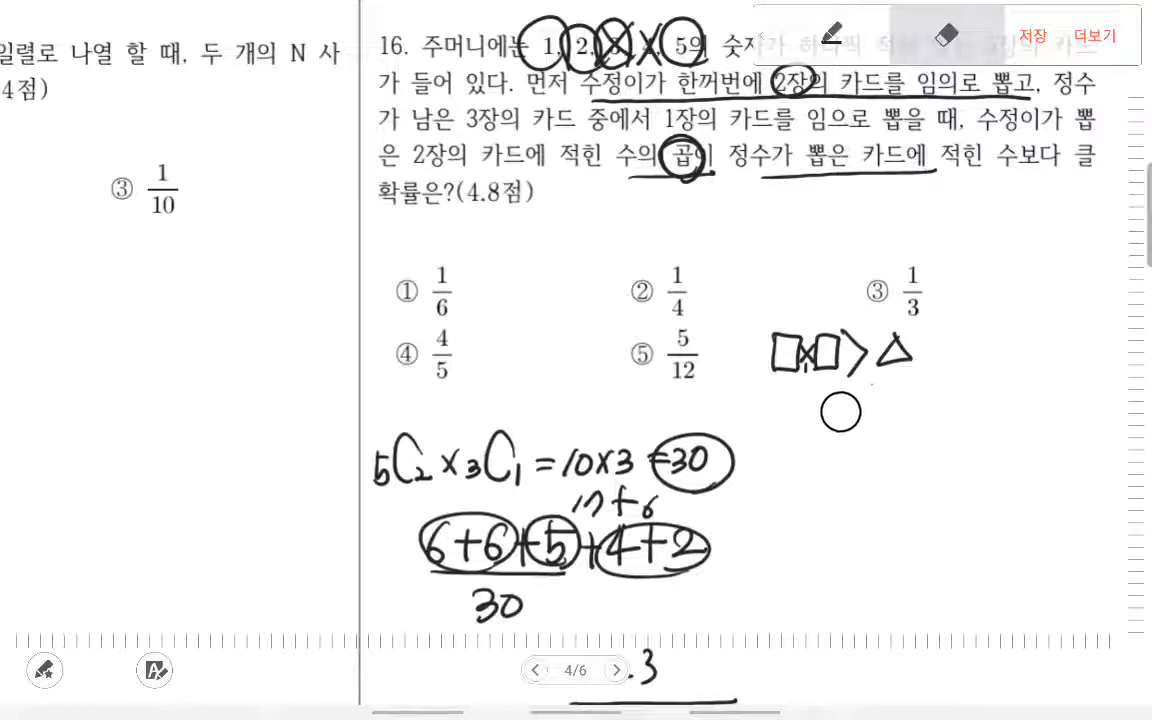 일렬로 나열 할 때, 두 개의 N 사
4점)
③ 1/10
16. 주머니에는 1, 2, 3, 4, 5의 숫자가
저장 더보기
가 들어 있다. 먼저 수정이가 한꺼번에 2장의 카드를 임의로 뽑고, 정수
가 남은 3장의 카드 중에서 1장의 카드를 임으로 뽑을 때, 수정이가 뽑
은 2장의 카드에 적힌 수의 곱이 정수가 뽑은 카드에 적힌 수보다 클
확률은?(4.8점)
① 1/6 ② 1/4 ③ 1/3
④ 4/5 ⑤ 5/12
□×□>△
5C2 × 3C1 = 10×3 = 30
17+6
6+6+5+4+2
30
4/6
.3